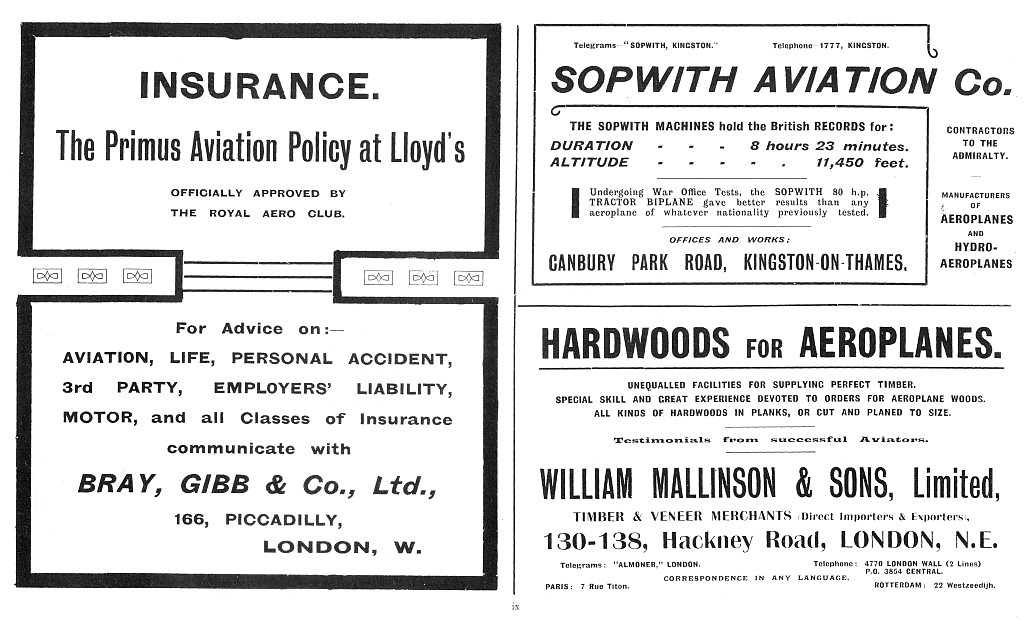 INSURANCE.
The Primus Aviation Policy at Lloyd's
OFFICIALLY APPROVED BY
THE ROYAL AERO CLUB.
For Advice on:—
AVIATION, LIFE, PERSONAL ACCIDENT,
3rd PARTY, EMPLOYERS' LIABILITY,
MOTOR, and all Classes of Insurance
communicate with
BRAY, GIBB & Co., Ltd.,
166, PICCADILLY,
LONDON, W.
Telegrams—"SOPWITH, KINGSTON." Telephone—1777, KINGSTON.
SOPWITH AVIATION Co.
THE SOPWITH MACHINES hold the British RECORDS for:
DURATION - - - 8 hours 23 minutes.
ALTITUDE - - - - . 11,450 feet.
Undergoing War Office Tests, the SOPWITH 80 h.p.
TRACTOR BIPLANE gave better results than any
aeroplane of whatever nationality previously tested.
OFFICES AND WORKS:
CANBURY PARK ROAD, KINGSTON-ON-THAMES.
CONTRACTORS
TO THE
ADMIRALTY.
—
MANUFACTURERS
OF
AEROPLANES
AND
HYDRO-
AEROPLANES
HARDWOODS FOR AEROPLANES.
UNEQUALLED FACILITIES FOR SUPPLYING PERFECT TIMBER.
SPECIAL SKILL AND GREAT EXPERIENCE DEVOTED TO ORDERS FOR AEROPLANE WOODS.
ALL KINDS OF HARDWOODS IN PLANKS, OR CUT AND PLANED TO SIZE.
Testimonials from successful Aviators.
WILLIAM MALLINSON & SONS, Limited,
TIMBER & VENEER MERCHANTS (Direct Importers & Exporters),
130-138, Hackney Road, LONDON, N.E.
Telegrams: "ALMONER," LONDON. Telephone: 4770 LONDON WALL (2 Lines)
P.O. 3854 CENTRAL.
CORRESPONDENCE IN ANY LANGUAGE.
PARIS: 7 Rue Titon. ROTTERDAM: 22 Westzeedijh.
ix